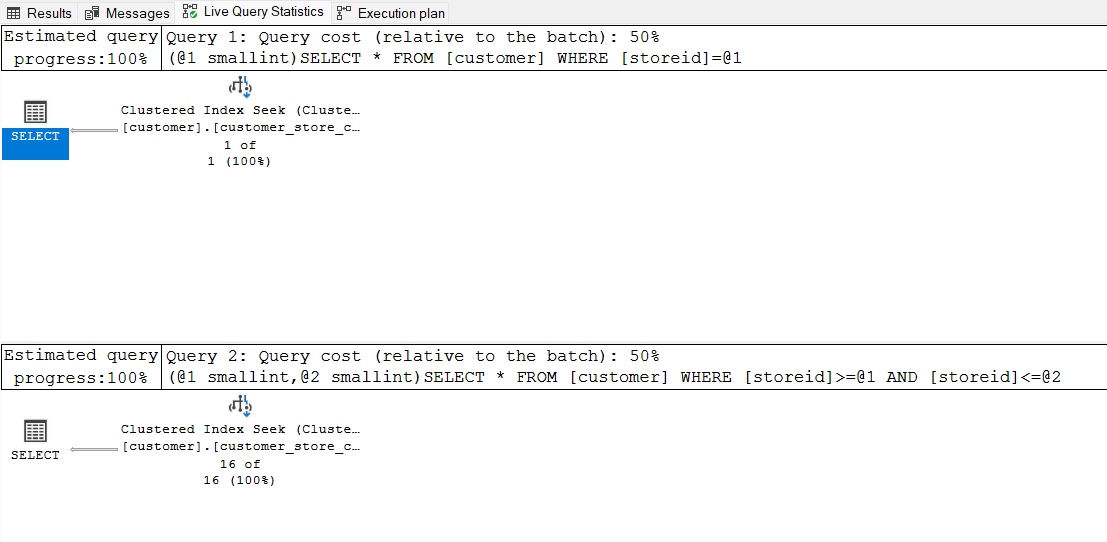 Results Messages Live Query Statistics Execution plan
Estimated query progress:100%
Query 1: Query cost (relative to the batch): 50%
(@1 smallint)SELECT * FROM [customer] WHERE [storeid]=@1
SELECT
Clustered Index Seek (Cluste…
[customer].[customer_store_c…
1 of
1 (100%)
Estimated query progress:100%
Query 2: Query cost (relative to the batch): 50%
(@1 smallint,@2 smallint)SELECT * FROM [customer] WHERE [storeid]>=@1 AND [storeid]<=@2
SELECT
Clustered Index Seek (Cluste…
[customer].[customer_store_c…
16 of
16 (100%)